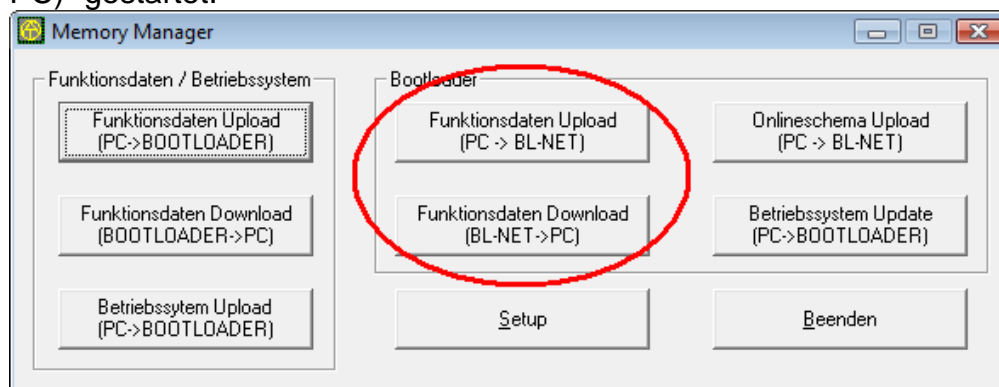 PC)" gestartet.
Memory Manager
Funktionsdaten / Betriebssystem
Funktionsdaten Upload
(PC->BOOTLOADER)
Funktionsdaten Download
(BOOTLOADER->PC)
Betriebssytem Upload
(PC->BOOTLOADER)
Bootloader
Funktionsdaten Upload
(PC -> BL-NET)
Onlineschema Upload
(PC -> BL-NET)
Funktionsdaten Download
(BL-NET->PC)
Betriebssystem Update
(PC->BOOTLOADER)
Setup
Beenden